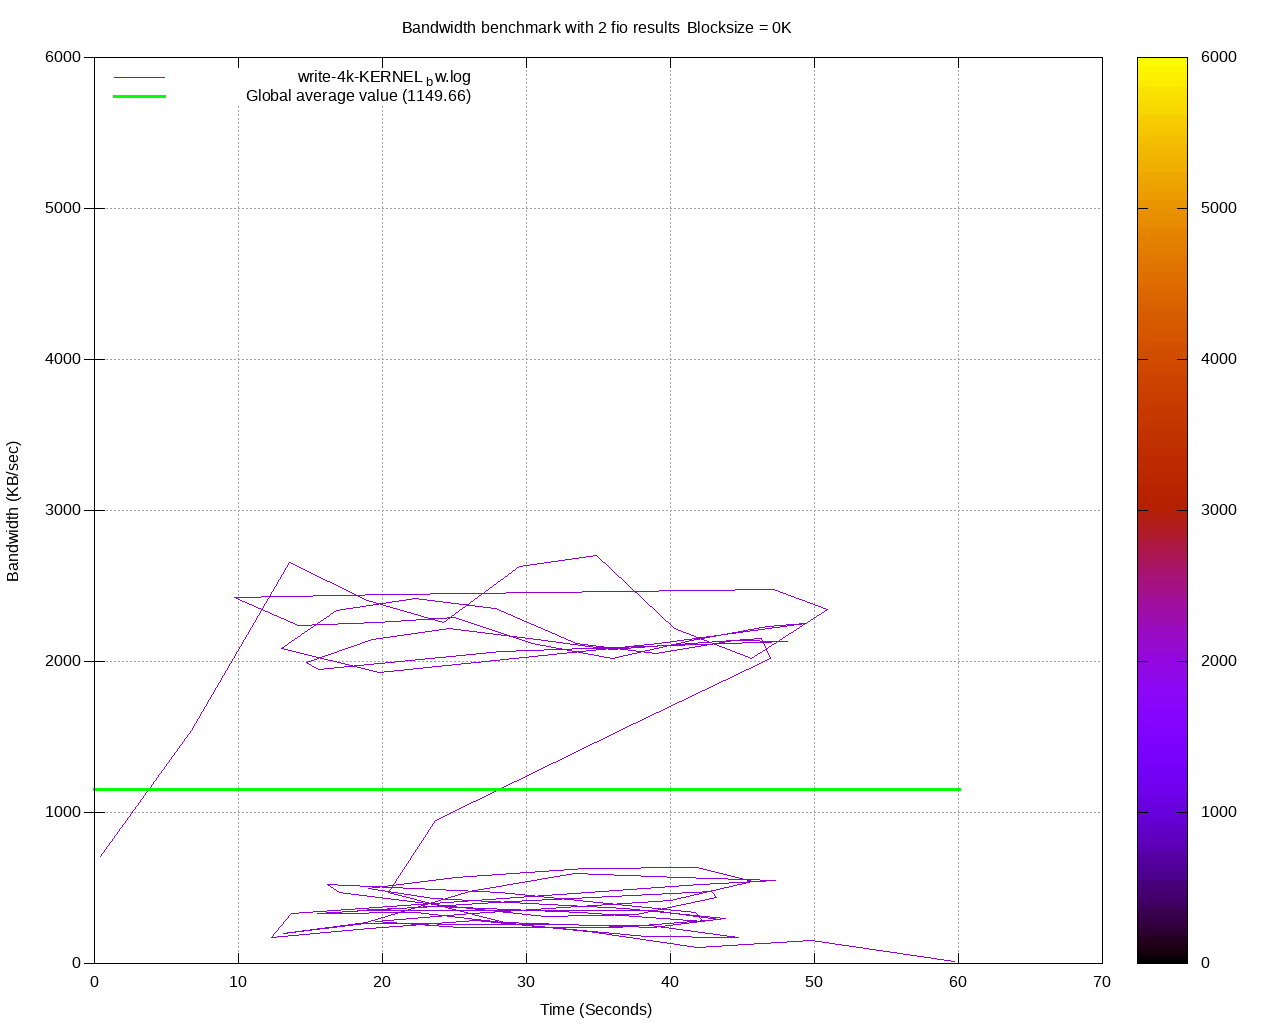 Bandwidth benchmark with 2 fio results Blocksize = 0K
write-4k-KERNEL_bw.log
Global average value (1149.66)
6000
5000
4000
3000
2000
1000
0
Bandwidth (KB/sec)
0 10 20 30 40 50 60 70
Time (Seconds)
6000
5000
4000
3000
2000
1000
0